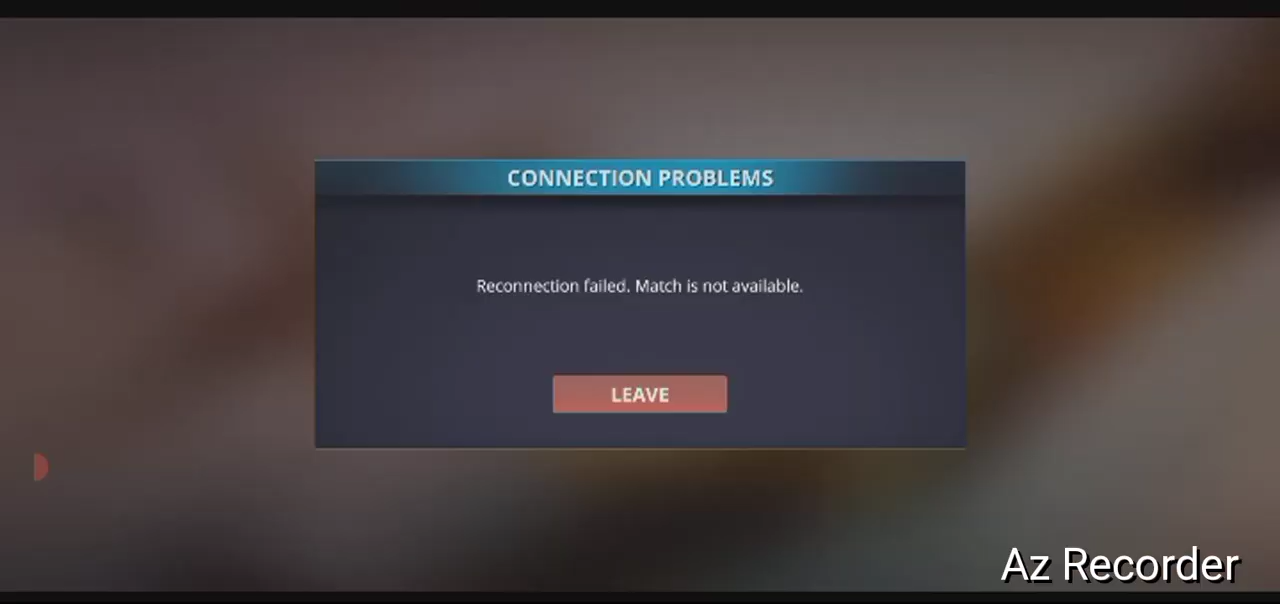 CONNECTION PROBLEMS
Reconnection failed. Match is not available.
LEAVE
Az Recorder